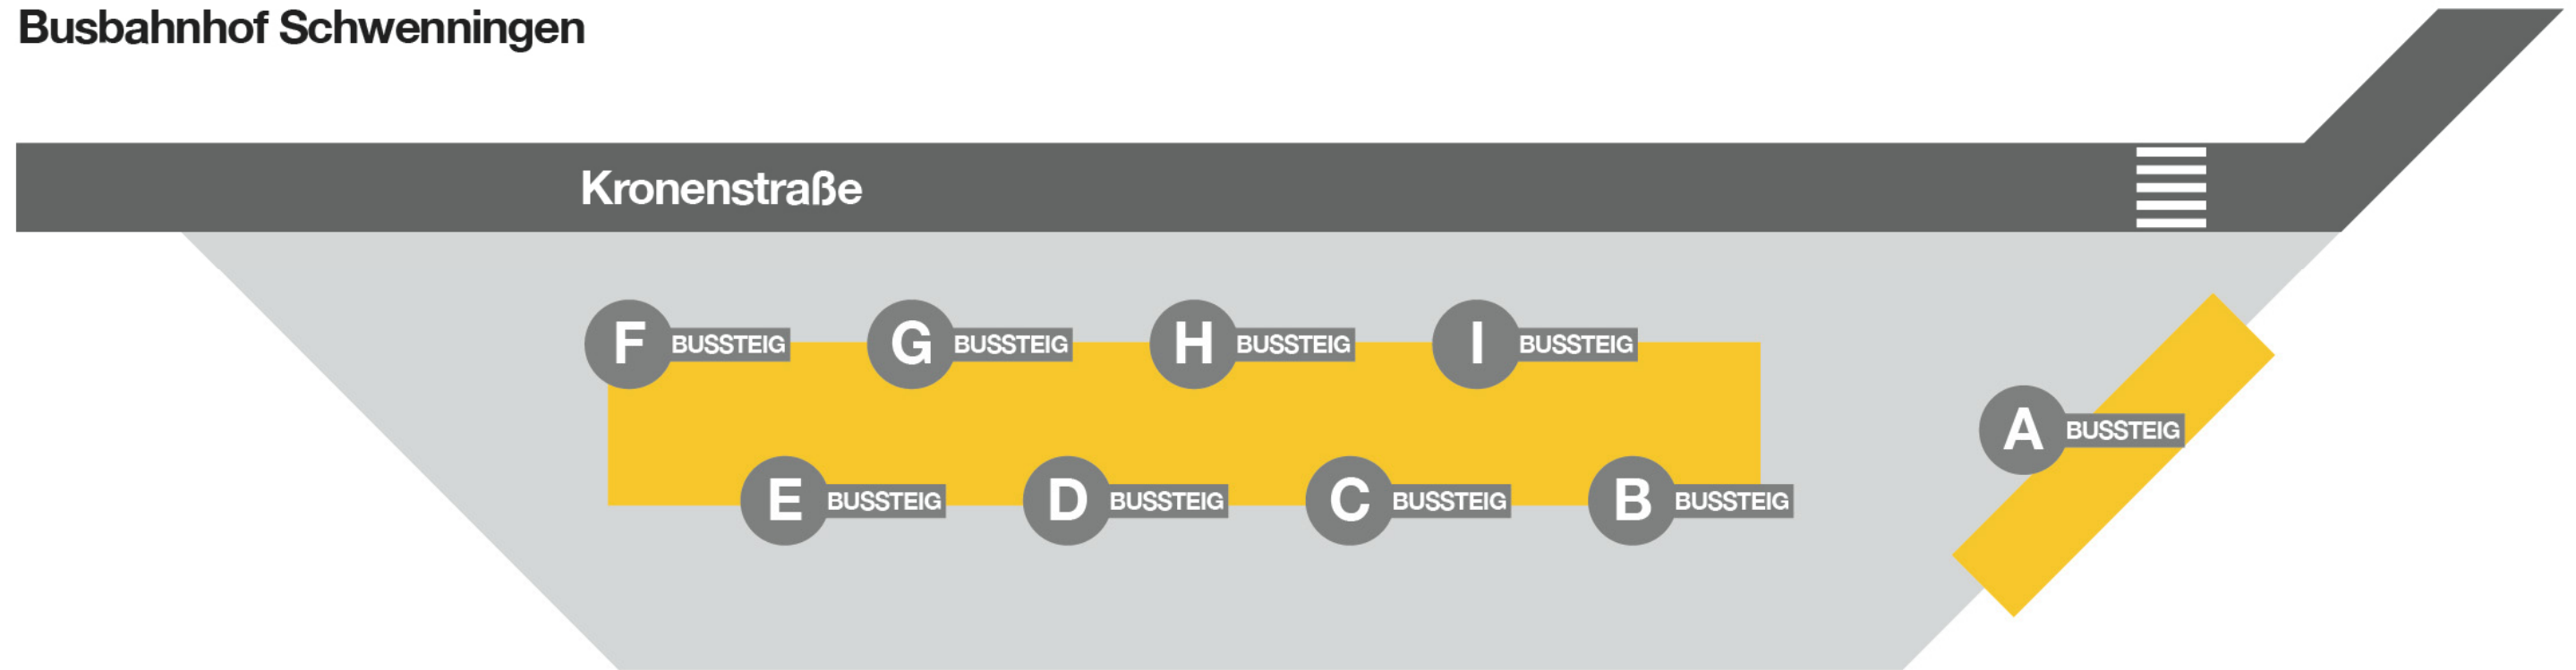 Busbahnhof Schwenningen
Kronenstraße
F BUSSTEIG
G BUSSTEIG
H BUSSTEIG
I BUSSTEIG
A BUSSTEIG
E BUSSTEIG
D BUSSTEIG
C BUSSTEIG
B BUSSTEIG